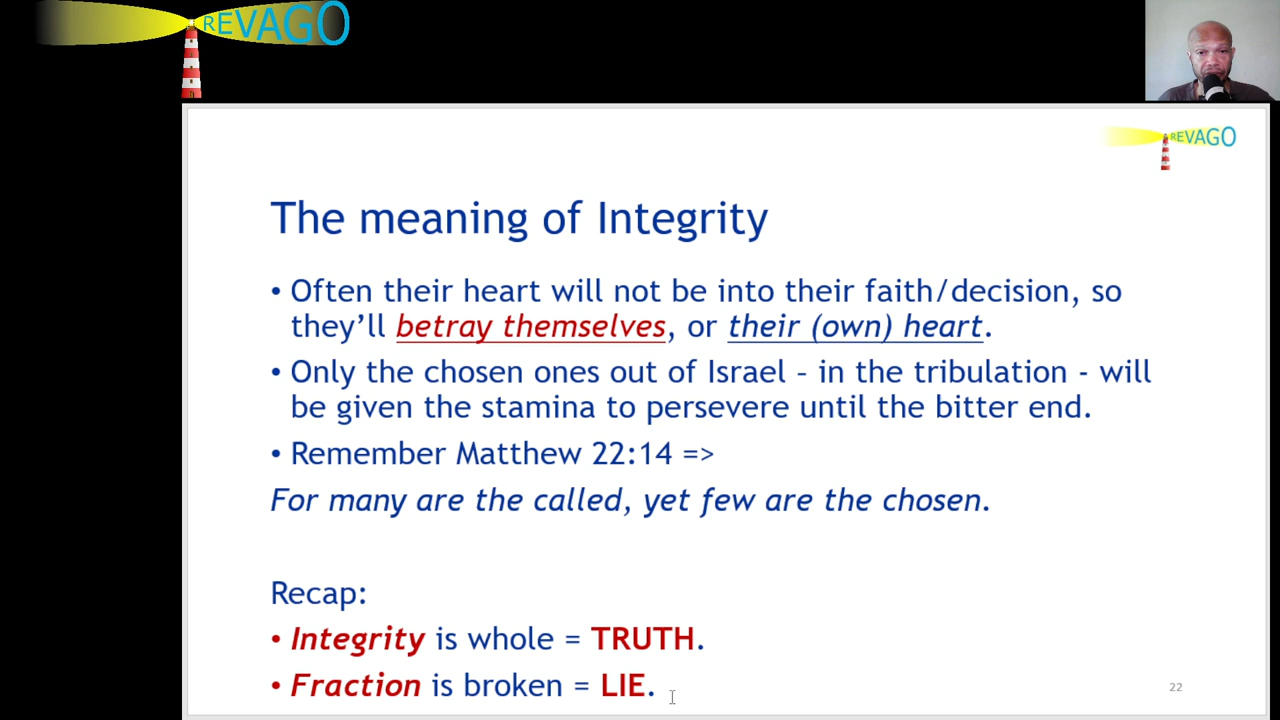 REVAGO
REVAGO
The meaning of Integrity
• Often their heart will not be into their faith/decision, so
they’ll betray themselves, or their (own) heart.
• Only the chosen ones out of Israel – in the tribulation - will
be given the stamina to persevere until the bitter end.
• Remember Matthew 22:14 =>
For many are the called, yet few are the chosen.
Recap:
• Integrity is whole = TRUTH.
• Fraction is broken = LIE.
22